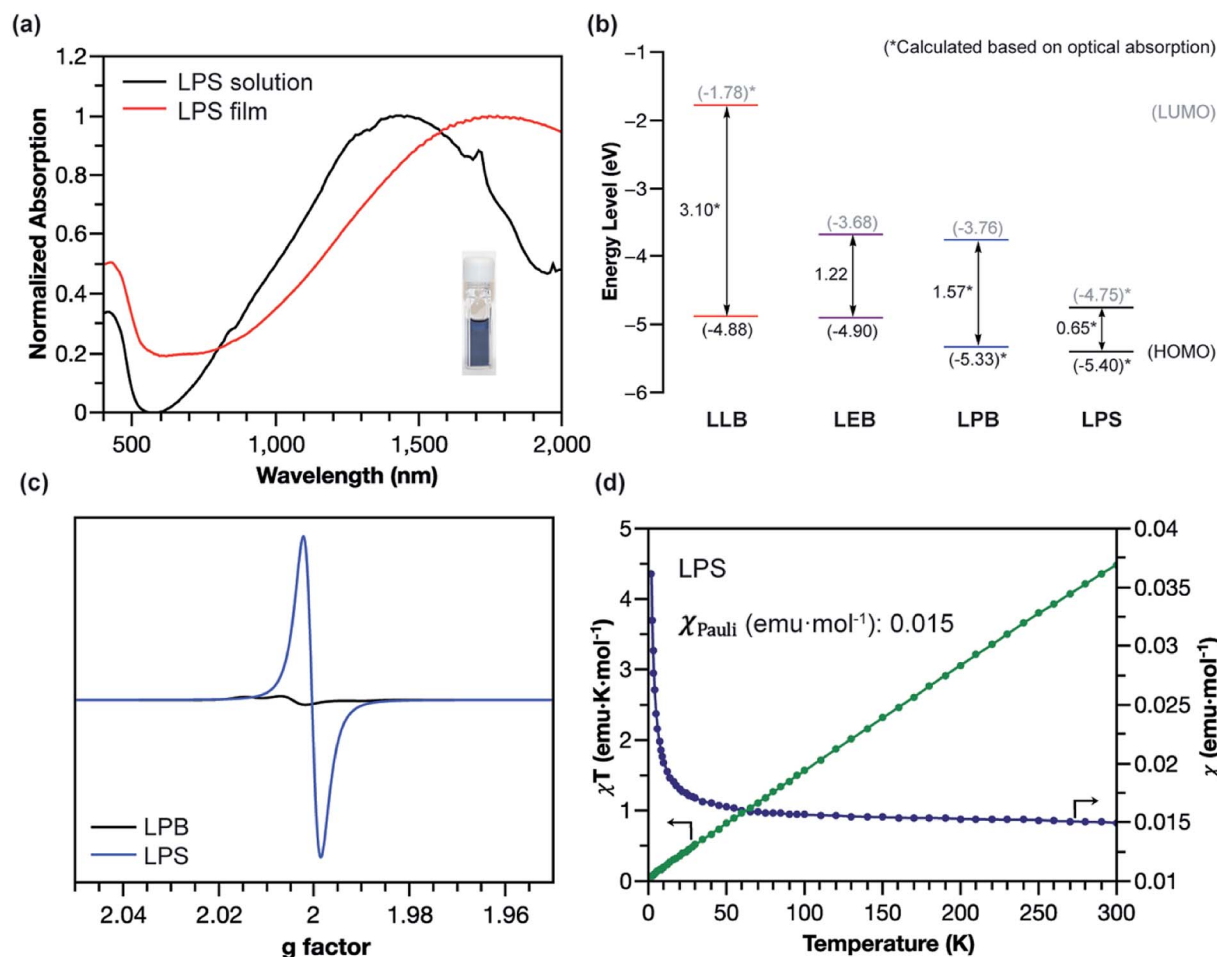 (a)
1.2
1
0.8
0.6
0.4
0.2
0
Normalized Absorption
LPS solution
LPS film
500
1,000
1,500
2,000
Wavelength (nm)
(b)
(*Calculated based on optical absorption)
−1
−2
−3
−4
−5
−6
Energy Level (eV)
(-1.78)*
(LUMO)
3.10*
(-4.88)
(-3.68)
1.22
(-4.90)
(-3.76)
1.57*
(-5.33)*
(-4.75)*
0.65*
(-5.40)*
(HOMO)
LLB
LEB
LPB
LPS
(c)
LPB
LPS
2.04
2.02
2
1.98
1.96
g factor
(d)
5
4
3
2
1
0
χT (emu·K·mol⁻¹)
LPS
χPauli (emu·mol⁻¹): 0.015
0.04
0.035
0.03
0.025
0.02
0.015
0.01
χ (emu·mol⁻¹)
0
50
100
150
200
250
300
Temperature (K)